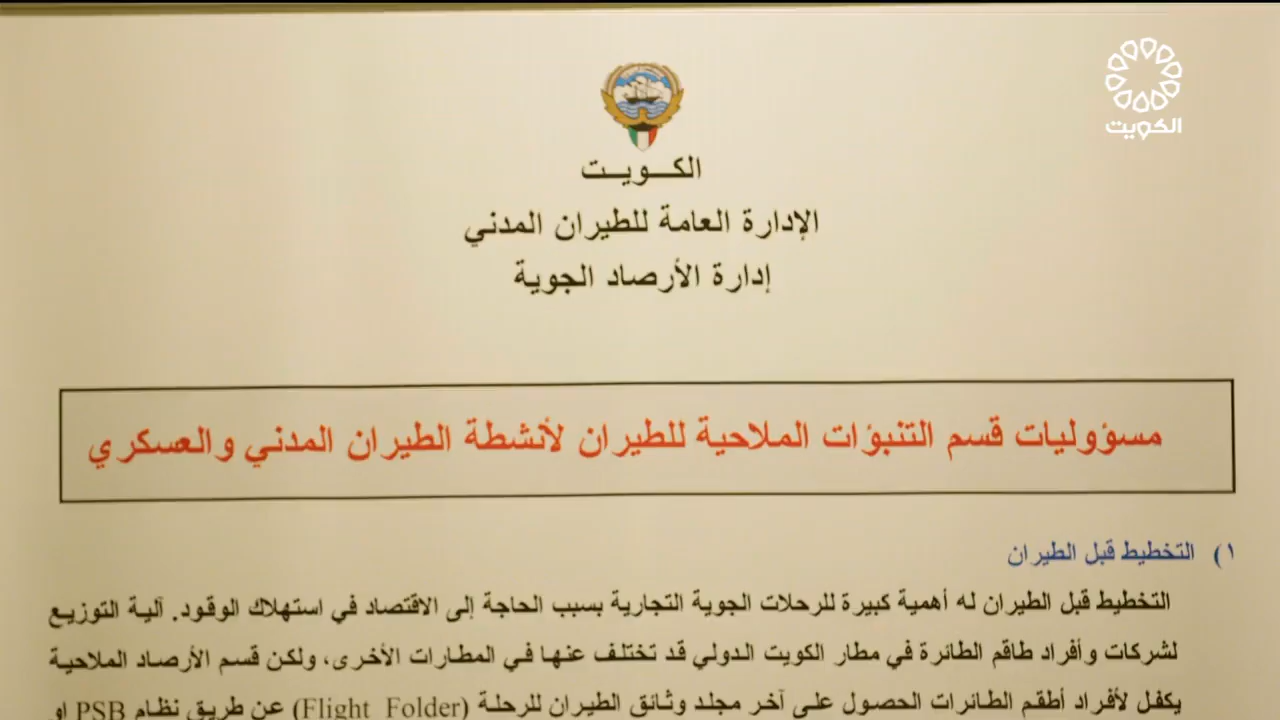 الكويت
الكـــويــت
الإدارة العامة للطيران المدني
إدارة الأرصاد الجوية
مسؤوليات قسم التنبؤات الملاحية للطيران لأنشطة الطيران المدني والعسكري
١) التخطيط قبل الطيران
التخطيط قبل الطيران له أهمية كبيرة للرحلات الجوية التجارية بسبب الحاجة إلى الاقتصاد في استهلاك الوقود. آلية التوزيع
لشركات وأفراد طاقم الطائرة في مطار الكويت الدولي قد تختلف عنها في المطارات الأخرى، ولكن قسم الأرصاد الملاحية
يكفل لأفراد أطقم الطائرات الحصول على آخر مجلد وثائق الطيران للرحلة (Flight Folder) عن طريق نظام PSB او